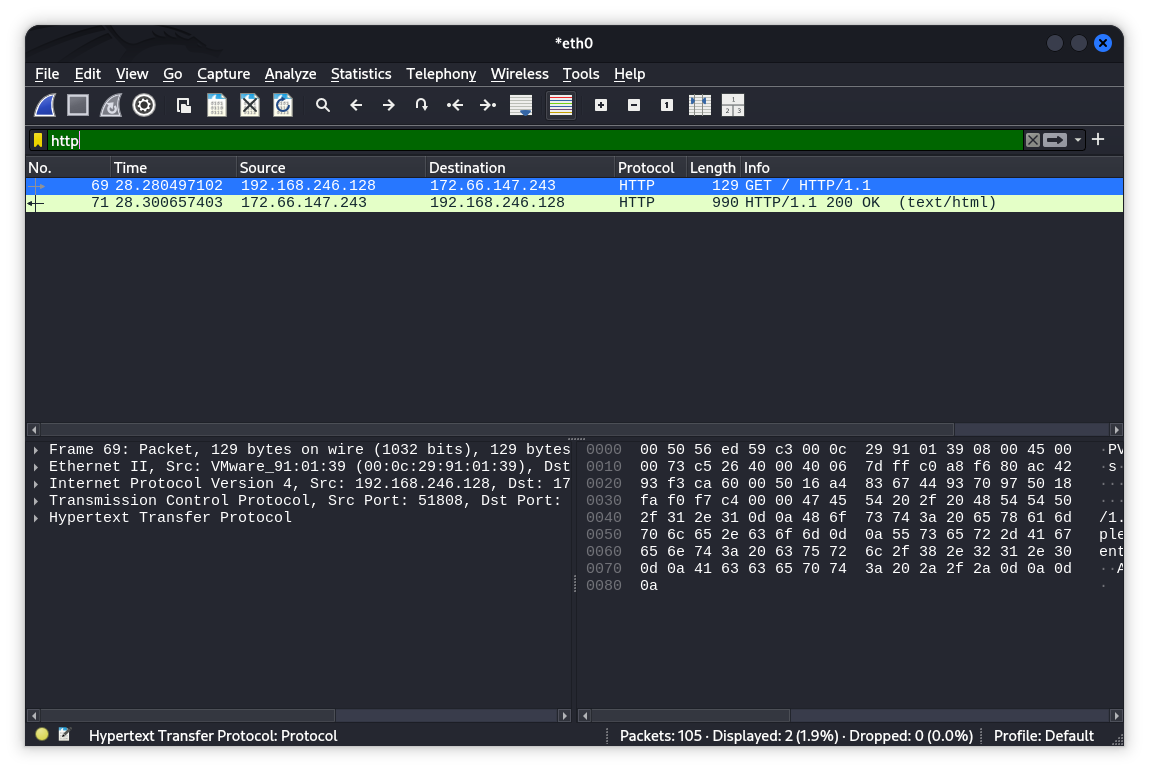 *eth0
File Edit View Go Capture Analyze Statistics Telephony Wireless Tools Help
http
No. Time Source Destination Protocol Length Info
69 28.280497102 192.168.246.128 172.66.147.243 HTTP 129 GET / HTTP/1.1
71 28.300657403 172.66.147.243 192.168.246.128 HTTP 990 HTTP/1.1 200 OK (text/html)
Frame 69: Packet, 129 bytes on wire (1032 bits), 129 bytes
Ethernet II, Src: VMware_91:01:39 (00:0c:29:91:01:39), Dst
Internet Protocol Version 4, Src: 192.168.246.128, Dst: 17
Transmission Control Protocol, Src Port: 51808, Dst Port:
Hypertext Transfer Protocol
0000 00 50 56 ed 59 c3 00 0c 29 91 01 39 08 00 45 00 ·PV
0010 00 73 c5 26 40 00 40 06 7d ff c0 a8 f6 80 ac 42 ·s·
0020 93 f3 ca 60 00 50 16 a4 83 67 44 93 70 97 50 18 ···
0030 fa f0 f7 c4 00 00 47 45 54 20 2f 20 48 54 54 50 ···
0040 2f 31 2e 31 0d 0a 48 6f 73 74 3a 20 65 78 61 6d /1.
0050 70 6c 65 2e 63 6f 6d 0d 0a 55 73 65 72 2d 41 67 ple
0060 65 6e 74 3a 20 63 75 72 6c 2f 38 2e 32 31 2e 30 ent
0070 0d 0a 41 63 63 65 70 74 3a 20 2a 2f 2a 0d 0a 0d ··A
0080 0a ·
Hypertext Transfer Protocol: Protocol
Packets: 105 · Displayed: 2 (1.9%) · Dropped: 0 (0.0%)
Profile: Default